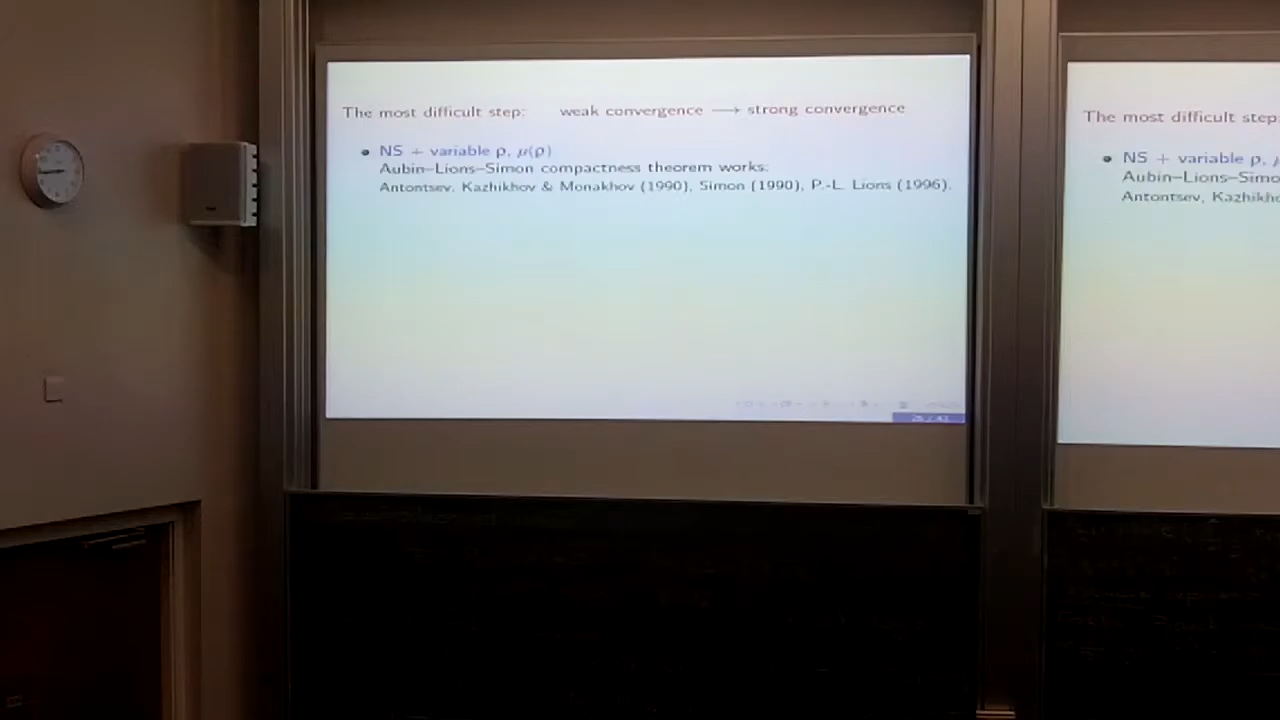 The most difficult step: weak convergence ⟶ strong convergence
• NS + variable ρ, μ(ρ)
Aubin–Lions–Simon compactness theorem works:
Antontsev, Kazhikhov & Monakhov (1990), Simon (1990), P.-L. Lions (1996).
The most difficult step:
• NS + variable ρ,
Aubin–Lions–Simo
Antontsev, Kazhikho